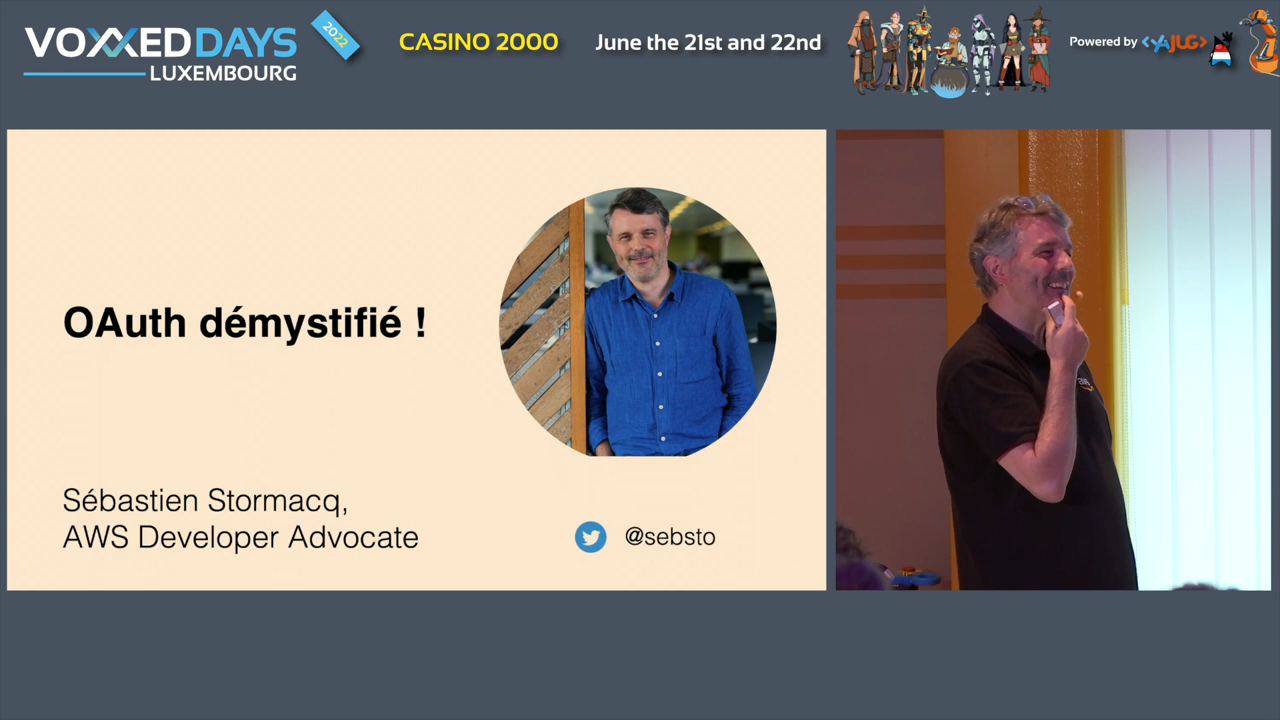 VOXXED DAYS
LUXEMBOURG
2022
CASINO 2000
June the 21st and 22nd
Powered by <YAJUG>
OAuth démystifié !
Sébastien Stormacq,
AWS Developer Advocate
@sebsto